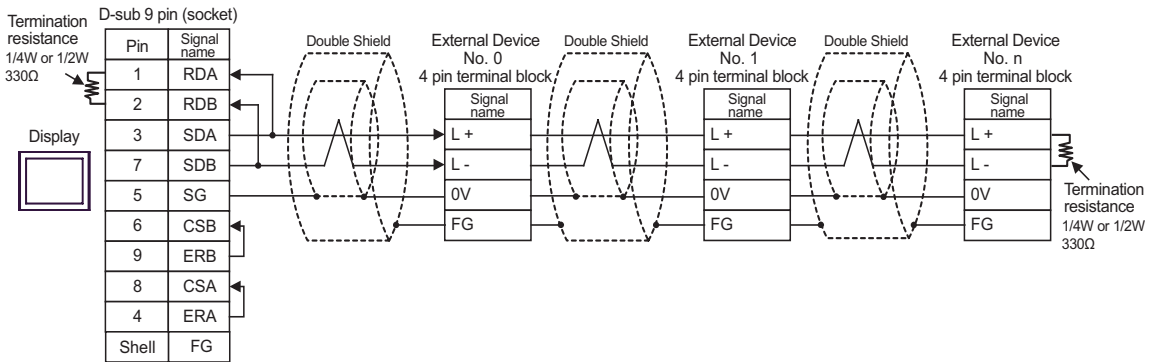 Termination
resistance
1/4W or 1/2W
330Ω
Display
D-sub 9 pin (socket)
Pin Signal name
1 RDA
2 RDB
3 SDA
7 SDB
5 SG
6 CSB
9 ERB
8 CSA
4 ERA
Shell FG
Double Shield
External Device
No. 0
4 pin terminal block
Signal
name
L +
L -
0V
FG
Double Shield
External Device
No. 1
4 pin terminal block
Signal
name
L +
L -
0V
FG
Double Shield
External Device
No. n
4 pin terminal block
Signal
name
L +
L -
0V
FG
Termination
resistance
1/4W or 1/2W
330Ω